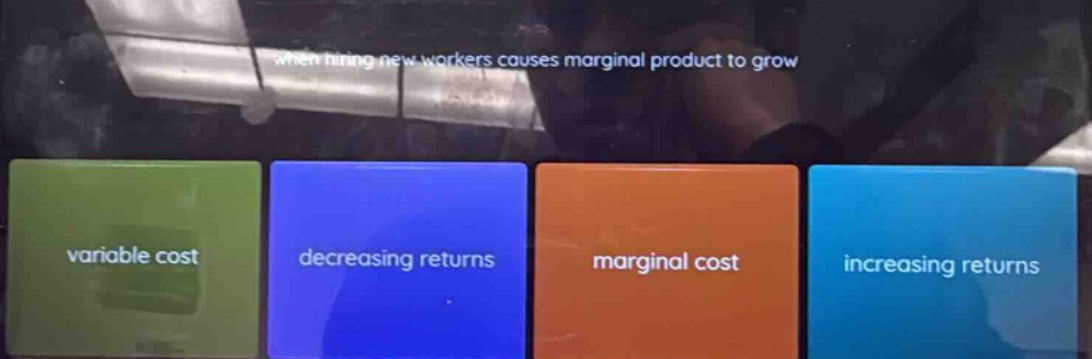 when hiring new workers causes marginal product to grow
variable cost
decreasing returns
marginal cost
increasing returns